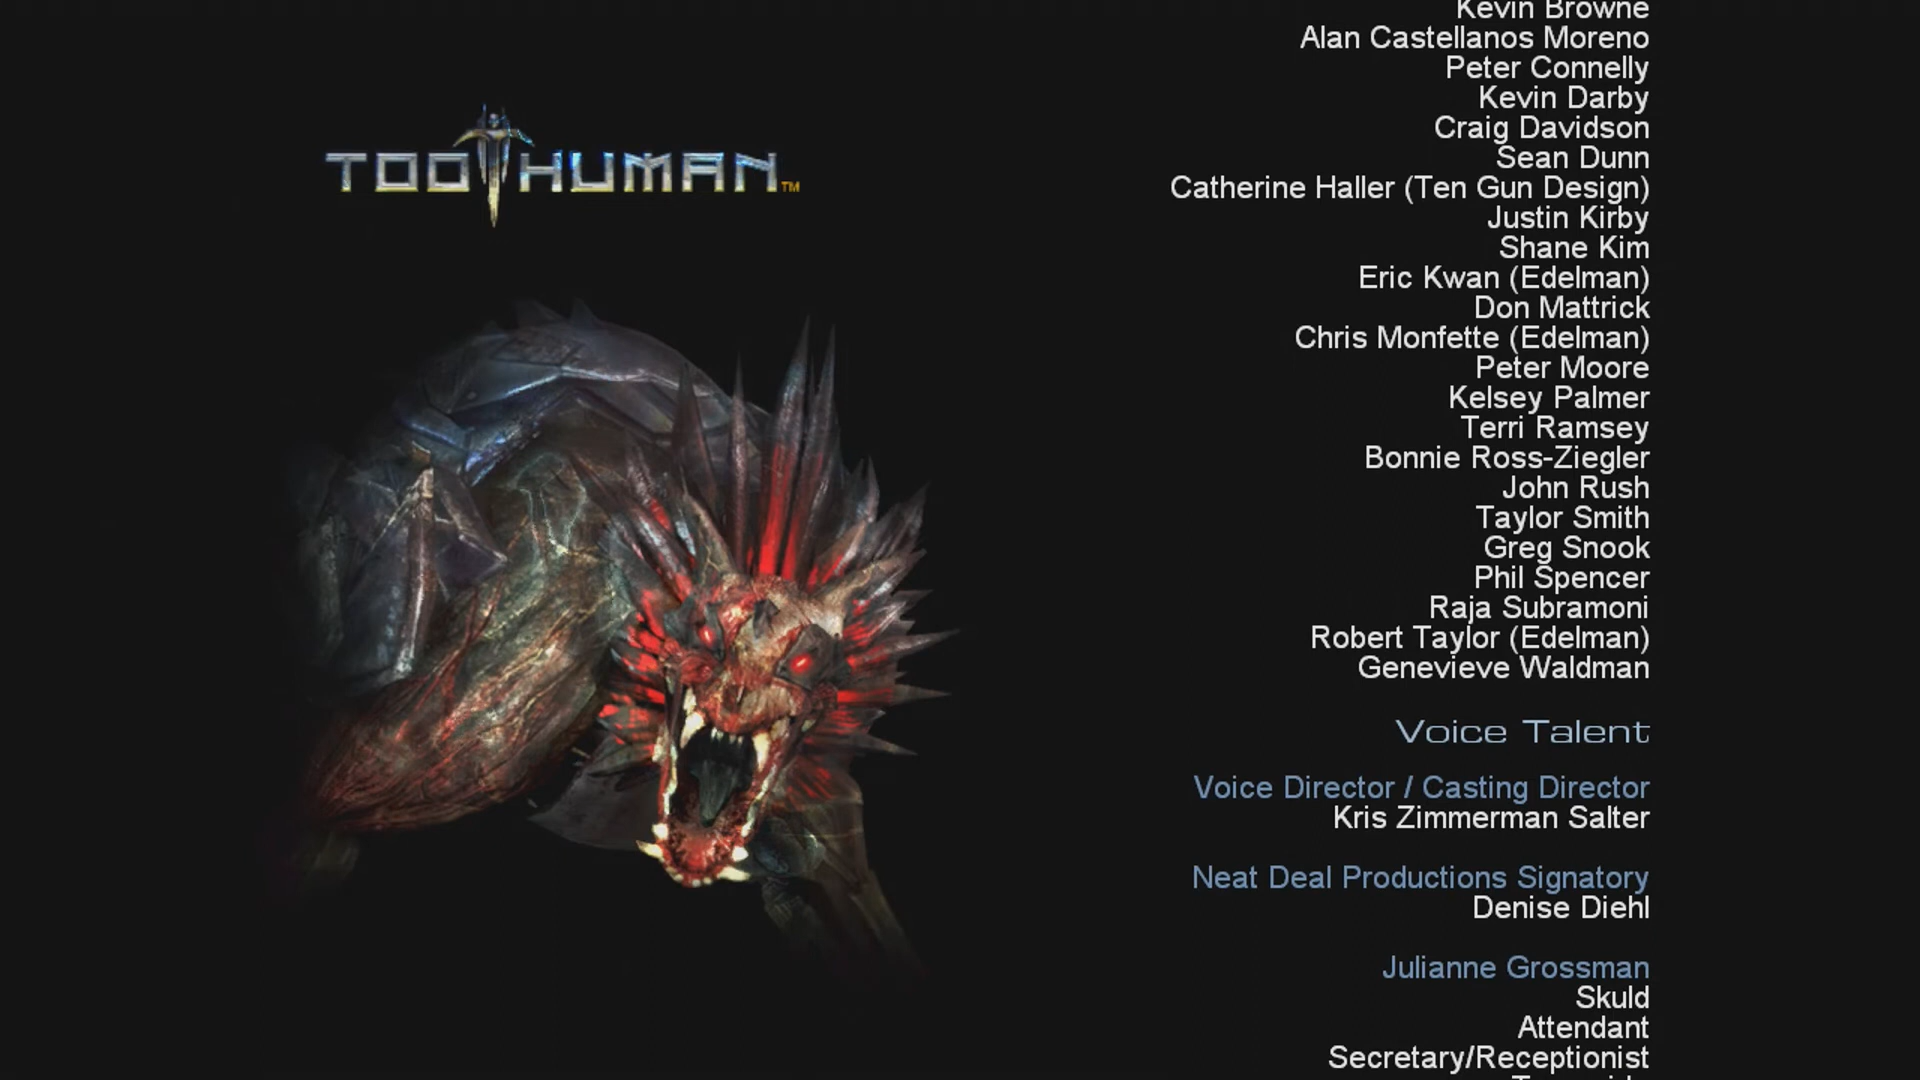 TOO HUMAN™
Kevin Browne
Alan Castellanos Moreno
Peter Connelly
Kevin Darby
Craig Davidson
Sean Dunn
Catherine Haller (Ten Gun Design)
Justin Kirby
Shane Kim
Eric Kwan (Edelman)
Don Mattrick
Chris Monfette (Edelman)
Peter Moore
Kelsey Palmer
Terri Ramsey
Bonnie Ross-Ziegler
John Rush
Taylor Smith
Greg Snook
Phil Spencer
Raja Subramoni
Robert Taylor (Edelman)
Genevieve Waldman
Voice Talent
Voice Director / Casting Director
Kris Zimmerman Salter
Neat Deal Productions Signatory
Denise Diehl
Julianne Grossman
Skuld
Attendant
Secretary/Receptionist